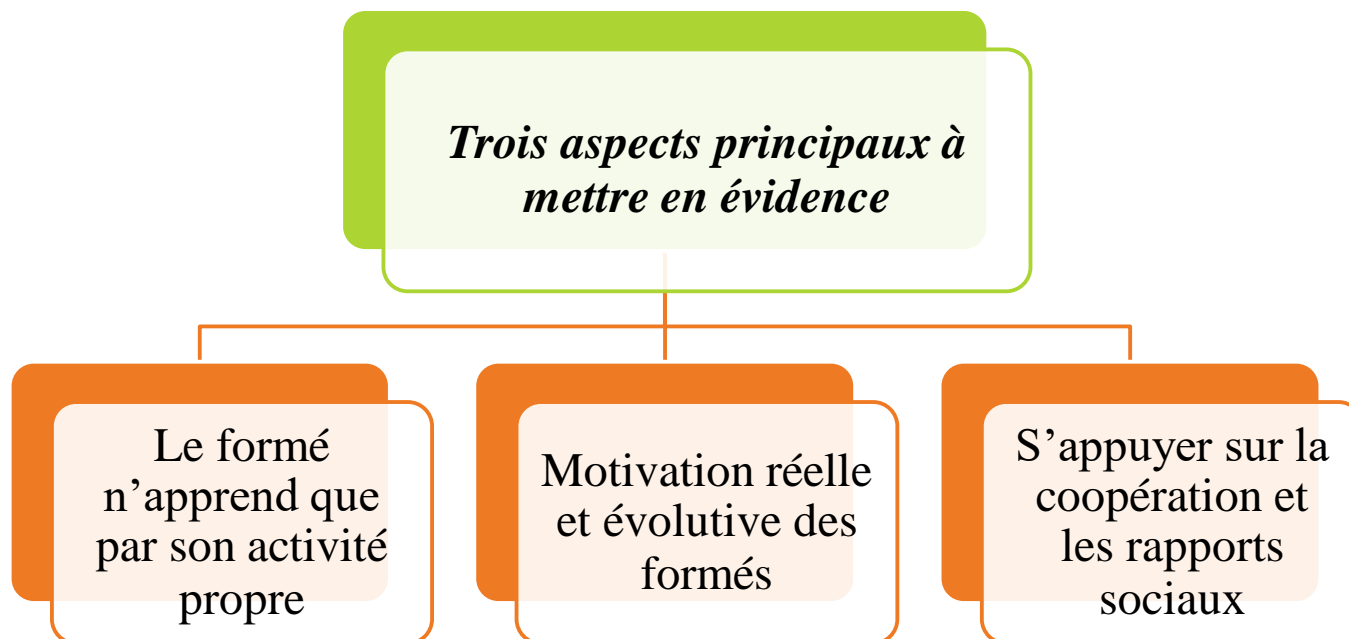 Trois aspects principaux à
mettre en évidence
Le formé
n’apprend que
par son activité
propre
Motivation réelle
et évolutive des
formés
S’appuyer sur la
coopération et
les rapports
sociaux